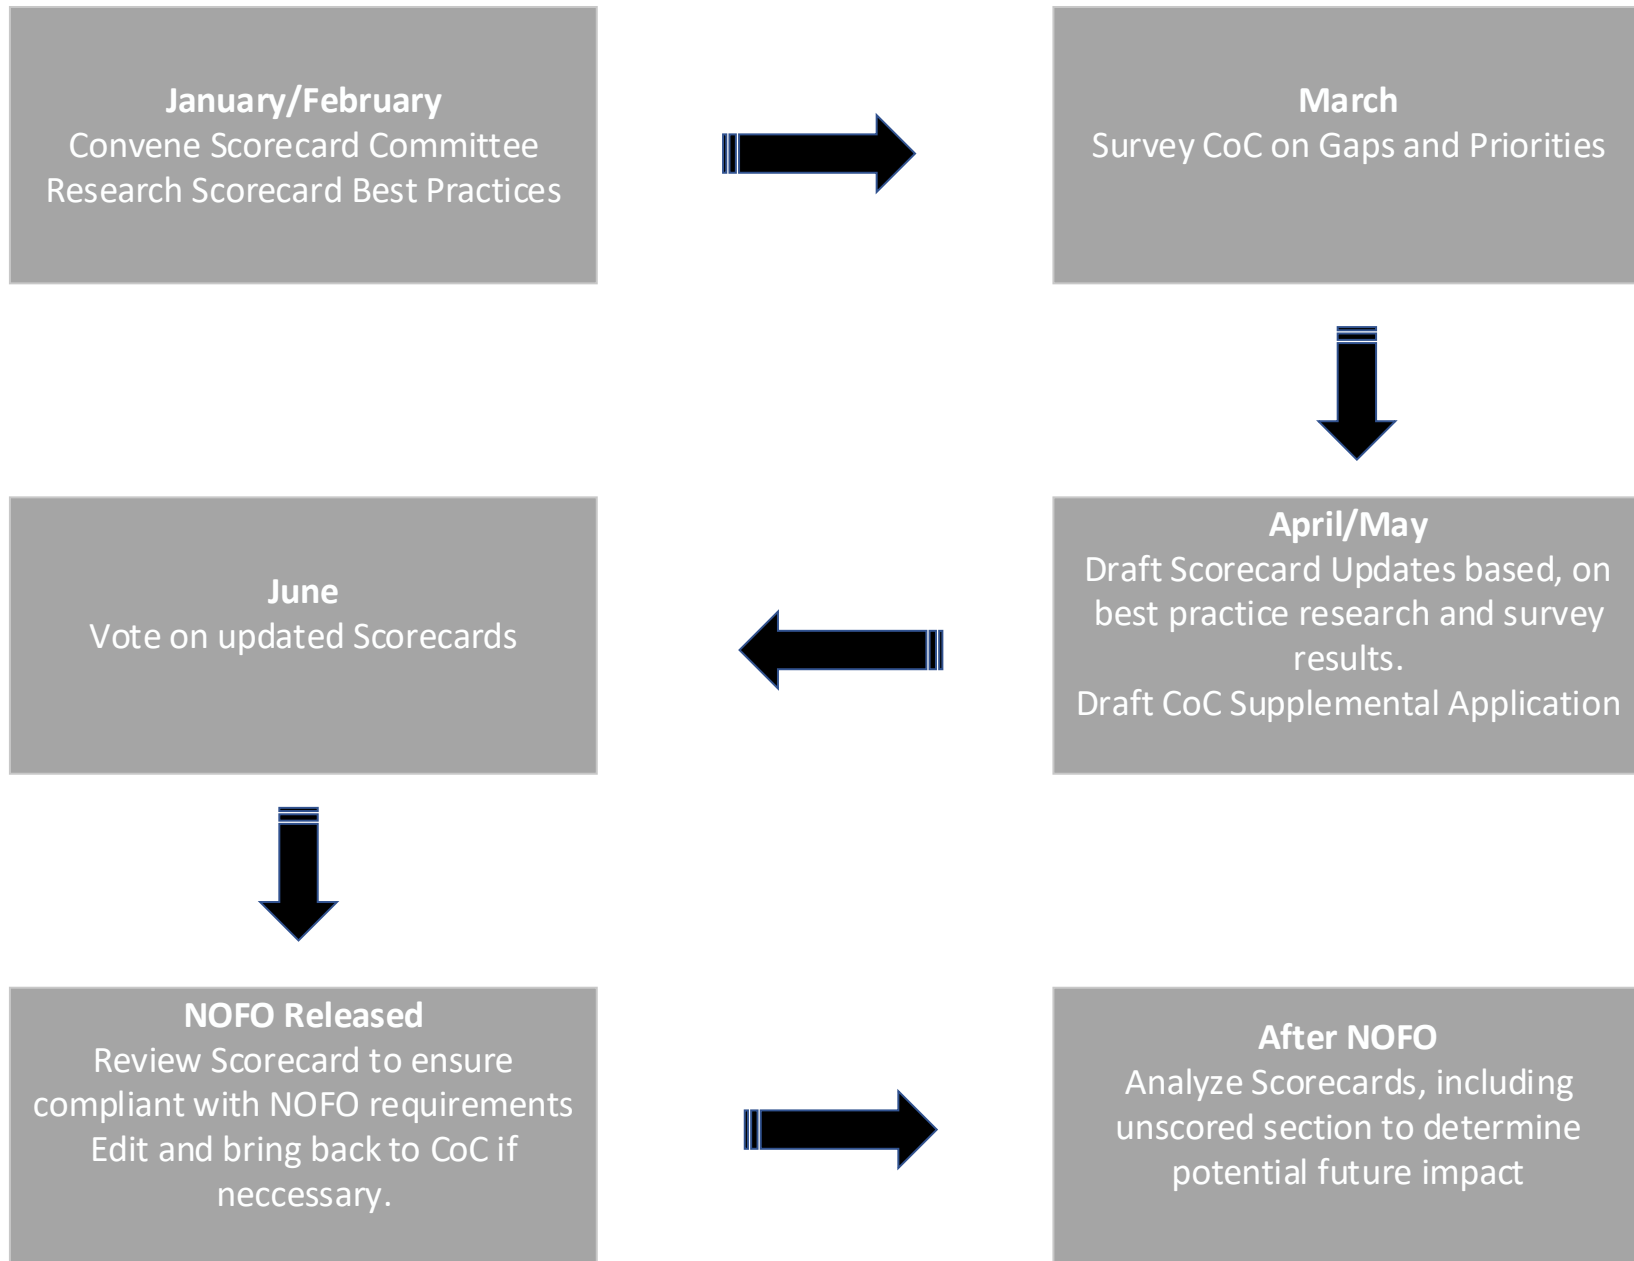 January/February
Convene Scorecard Committee
Research Scorecard Best Practices
March
Survey CoC on Gaps and Priorities
April/May
Draft Scorecard Updates based, on
best practice research and survey
results.
Draft CoC Supplemental Application
June
Vote on updated Scorecards
NOFO Released
Review Scorecard to ensure
compliant with NOFO requirements
Edit and bring back to CoC if
neccessary.
After NOFO
Analyze Scorecards, including
unscored section to determine
potential future impact